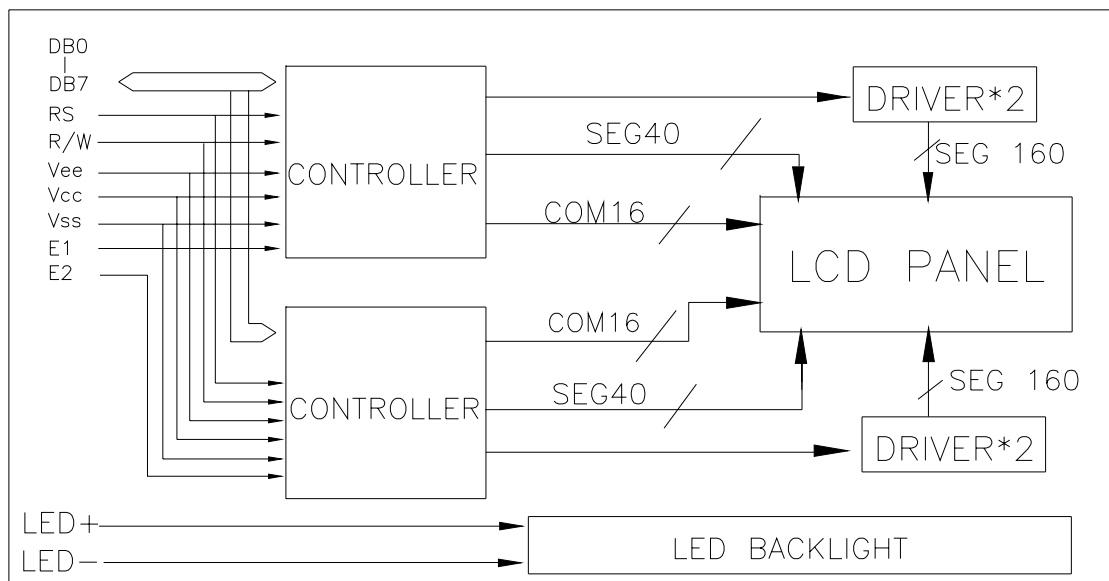 DB0
|
DB7
RS
R/W
Vee
Vcc
Vss
E1
E2
CONTROLLER
SEG40
COM16
DRIVER*2
SEG 160
LCD PANEL
CONTROLLER
COM16
SEG40
SEG 160
DRIVER*2
LED+
LED-
LED BACKLIGHT